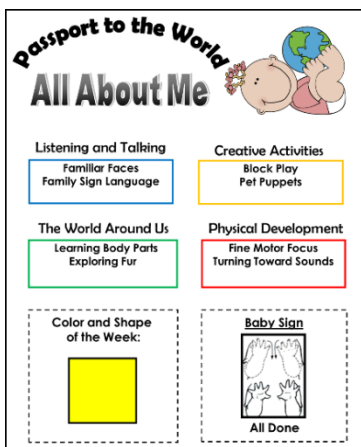 Passport to the World
All About Me
Listening and Talking
Familiar Faces
Family Sign Language
Creative Activities
Block Play
Pet Puppets
The World Around Us
Learning Body Parts
Exploring Fur
Physical Development
Fine Motor Focus
Turning Toward Sounds
Color and Shape
of the Week:
Baby Sign
All Done